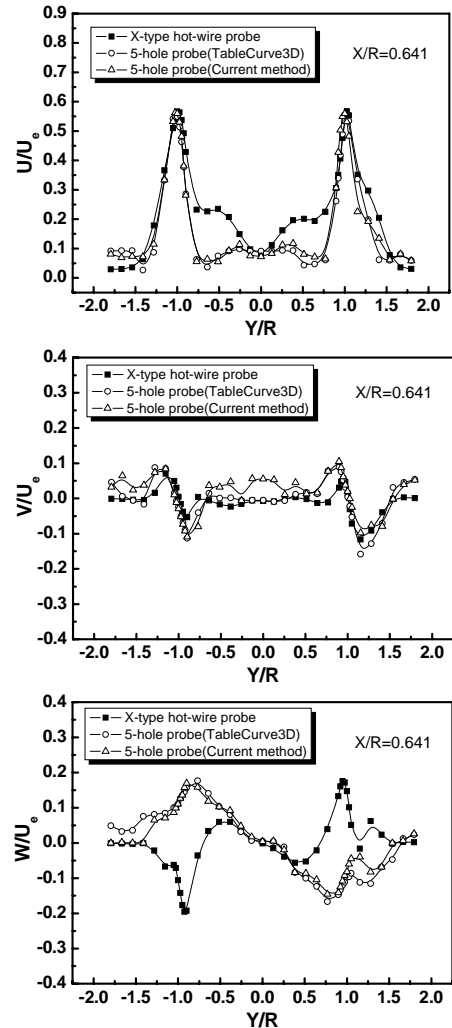 X-type hot-wire probe
5-hole probe(TableCurve3D)
5-hole probe(Current method)
X/R=0.641
U/Ue
0.8
0.7
0.6
0.5
0.4
0.3
0.2
0.1
0.0
-2.0 -1.5 -1.0 -0.5 0.0 0.5 1.0 1.5 2.0
Y/R
X-type hot-wire probe
5-hole probe(TableCurve3D)
5-hole probe(Current method)
X/R=0.641
V/Ue
0.4
0.3
0.2
0.1
0.0
-0.1
-0.2
-0.3
-0.4
-2.0 -1.5 -1.0 -0.5 0.0 0.5 1.0 1.5 2.0
Y/R
X-type hot-wire probe
5-hole probe(TableCurve3D)
5-hole probe(Current method)
X/R=0.641
W/Ue
0.4
0.3
0.2
0.1
0.0
-0.1
-0.2
-0.3
-0.4
-2.0 -1.5 -1.0 -0.5 0.0 0.5 1.0 1.5 2.0
Y/R